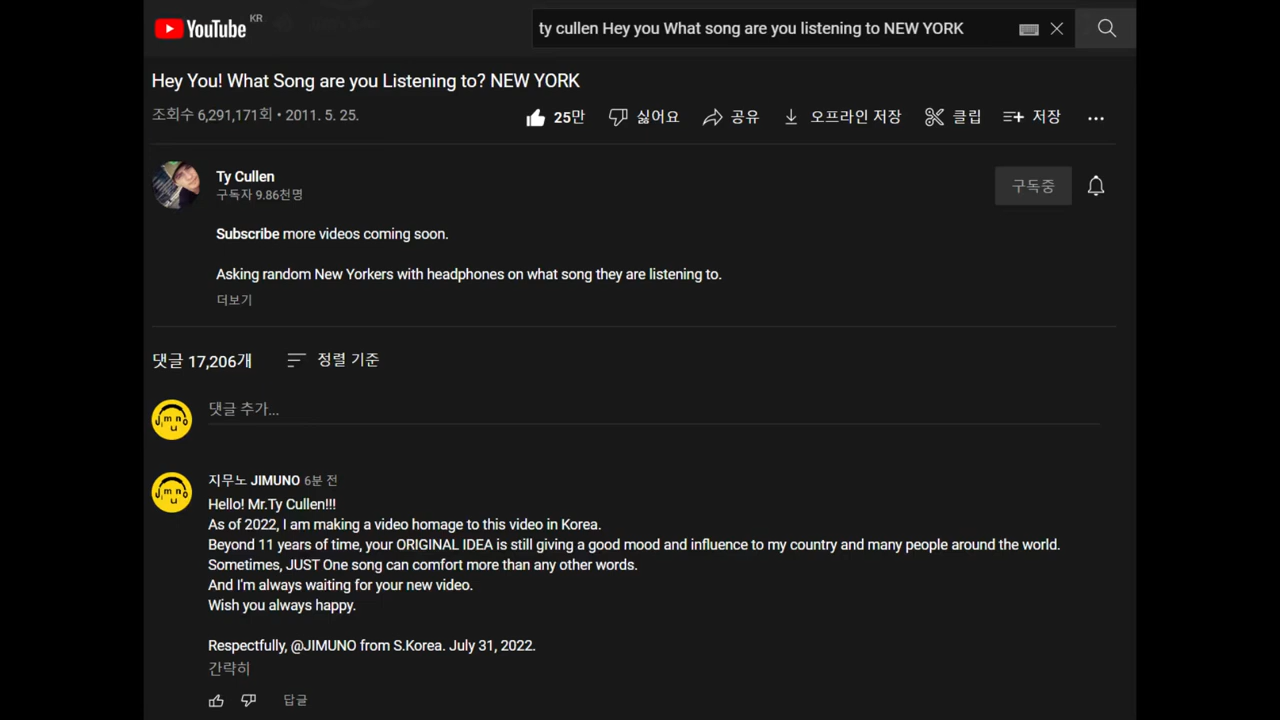 YouTube KR
ty cullen Hey you What song are you listening to NEW YORK
Hey You! What Song are you Listening to? NEW YORK
조회수 6,291,171회 • 2011. 5. 25.
25만 싫어요 공유 오프라인 저장 클립 저장
Ty Cullen
구독자 9.86천명
구독중
Subscribe more videos coming soon.
Asking random New Yorkers with headphones on what song they are listening to.
더보기
댓글 17,206개 정렬 기준
댓글 추가...
지무노 JIMUNO 6분 전
Hello! Mr.Ty Cullen!!!
As of 2022, I am making a video homage to this video in Korea.
Beyond 11 years of time, your ORIGINAL IDEA is still giving a good mood and influence to my country and many people around the world.
Sometimes, JUST One song can comfort more than any other words.
And I'm always waiting for your new video.
Wish you always happy.
Respectfully, @JIMUNO from S.Korea. July 31, 2022.
간략히
답글